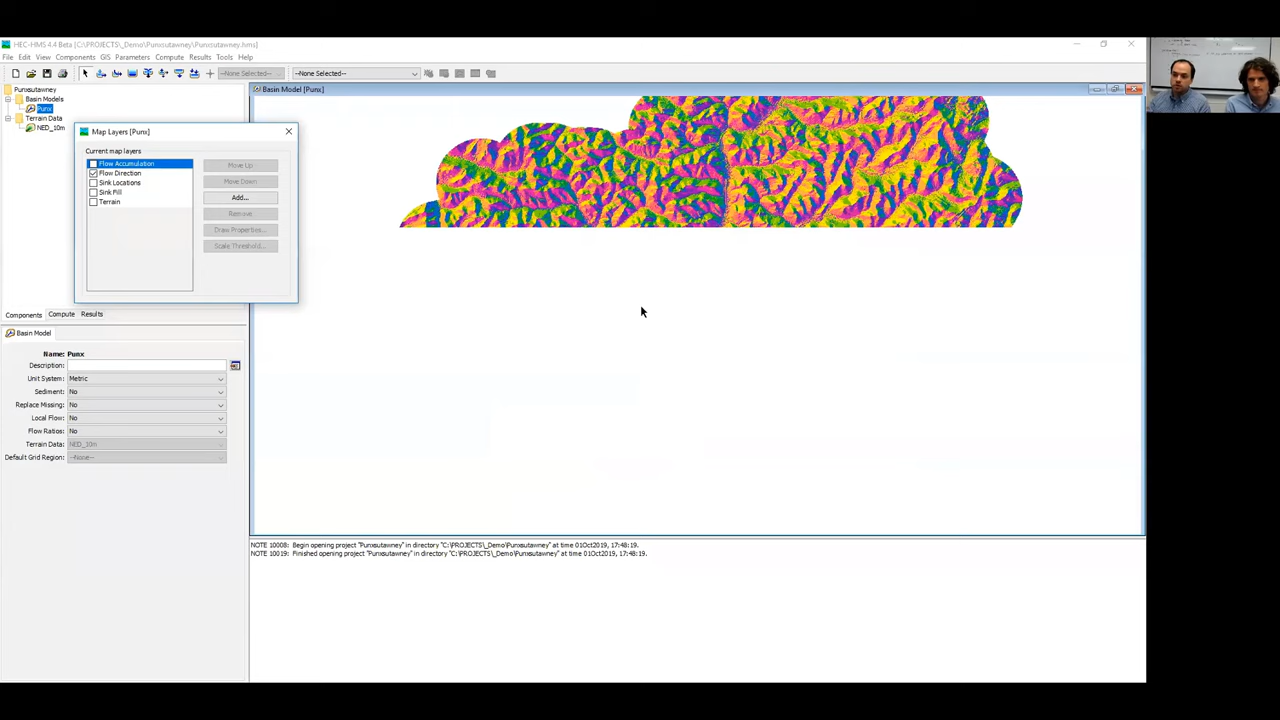 HEC-HMS 4.4 Beta [C:\PROJECTS\_Demo\Punxsutawney\Punxsutawney.hms]
File Edit View Components GIS Parameters Compute Results Tools Help
--None Selected-- --None Selected--
Punxsutawney
Basin Models
Punx
Terrain Data
NED_10m
Basin Model [Punx]
Map Layers [Punx]
Current map layers
Flow Accumulation
Flow Direction
Sink Locations
Sink Fill
Terrain
Move Up
Move Down
Add...
Remove
Draw Properties...
Scale Threshold...
Components Compute Results
Basin Model
Name: Punx
Description:
Unit System: Metric
Sediment: No
Replace Missing: No
Local Flow: No
Flow Ratios: No
Terrain Data: NED_10m
Default Grid Region: --None--
NOTE 10008: Begin opening project "Punxsutawney" in directory "C:\PROJECTS\_Demo\Punxsutawney" at time 01Oct2019, 17:48:19.
NOTE 10019: Finished opening project "Punxsutawney" in directory "C:\PROJECTS\_Demo\Punxsutawney" at time 01Oct2019, 17:48:19.